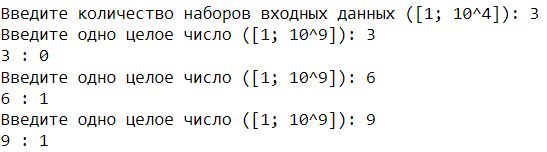 Введите количество наборов входных данных ([1; 10^4]): 3
Введите одно целое число ([1; 10^9]): 3
3 : 0
Введите одно целое число ([1; 10^9]): 6
6 : 1
Введите одно целое число ([1; 10^9]): 9
9 : 1